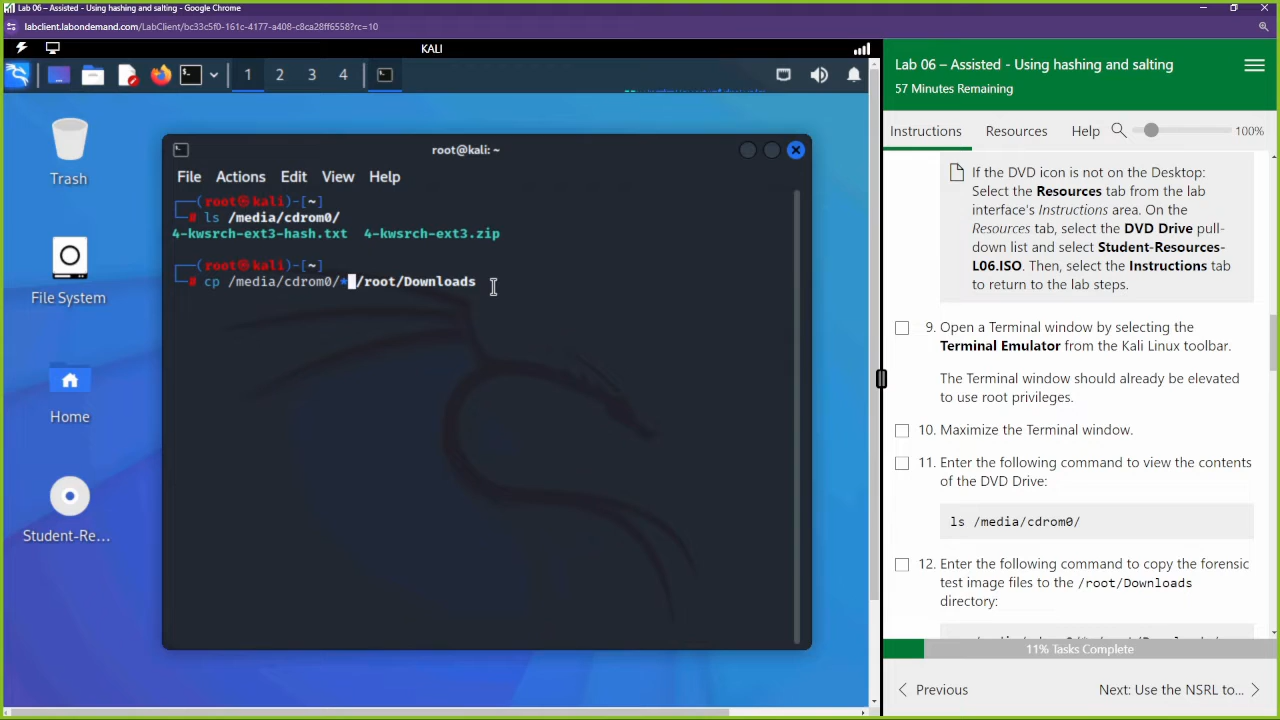 Lab 06 – Assisted - Using hashing and salting - Google Chrome
labclient.labondemand.com/LabClient/bc33c5f0-161c-4177-a408-c8ca28ff6558?rc=10
KALI
1 2 3 4
Trash
File System
Home
Student-Re...
root@kali: ~
File Actions Edit View Help
(root㉿kali)-[~]
# ls /media/cdrom0/
4-kwsrch-ext3-hash.txt 4-kwsrch-ext3.zip
(root㉿kali)-[~]
# cp /media/cdrom0/* /root/Downloads
Lab 06 – Assisted - Using hashing and salting
57 Minutes Remaining
Instructions Resources Help 100%
If the DVD icon is not on the Desktop:
Select the Resources tab from the lab
interface's Instructions area. On the
Resources tab, select the DVD Drive pull-
down list and select Student-Resources-
L06.ISO. Then, select the Instructions tab
to return to the lab steps.
9. Open a Terminal window by selecting the
Terminal Emulator from the Kali Linux toolbar.
The Terminal window should already be elevated
to use root privileges.
10. Maximize the Terminal window.
11. Enter the following command to view the contents
of the DVD Drive:
ls /media/cdrom0/
12. Enter the following command to copy the forensic
test image files to the /root/Downloads
directory:
11% Tasks Complete
Previous
Next: Use the NSRL to...